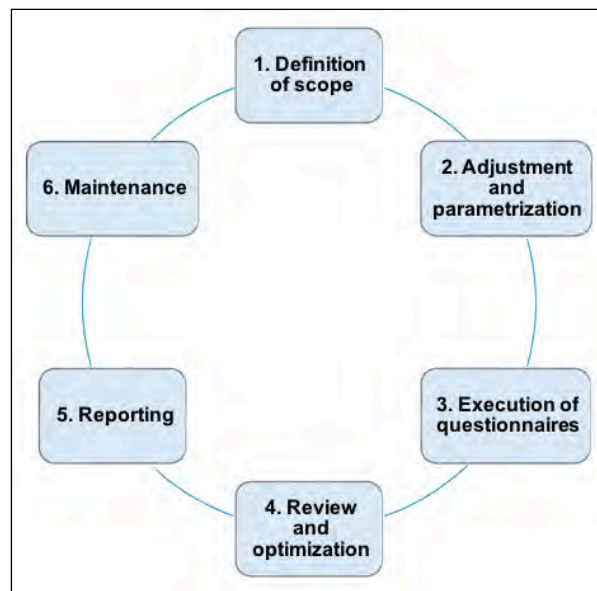 1. Definition
of scope
2. Adjustment
and
parametrization
3. Execution of
questionnaires
4. Review
and
optimization
5. Reporting
6. Maintenance